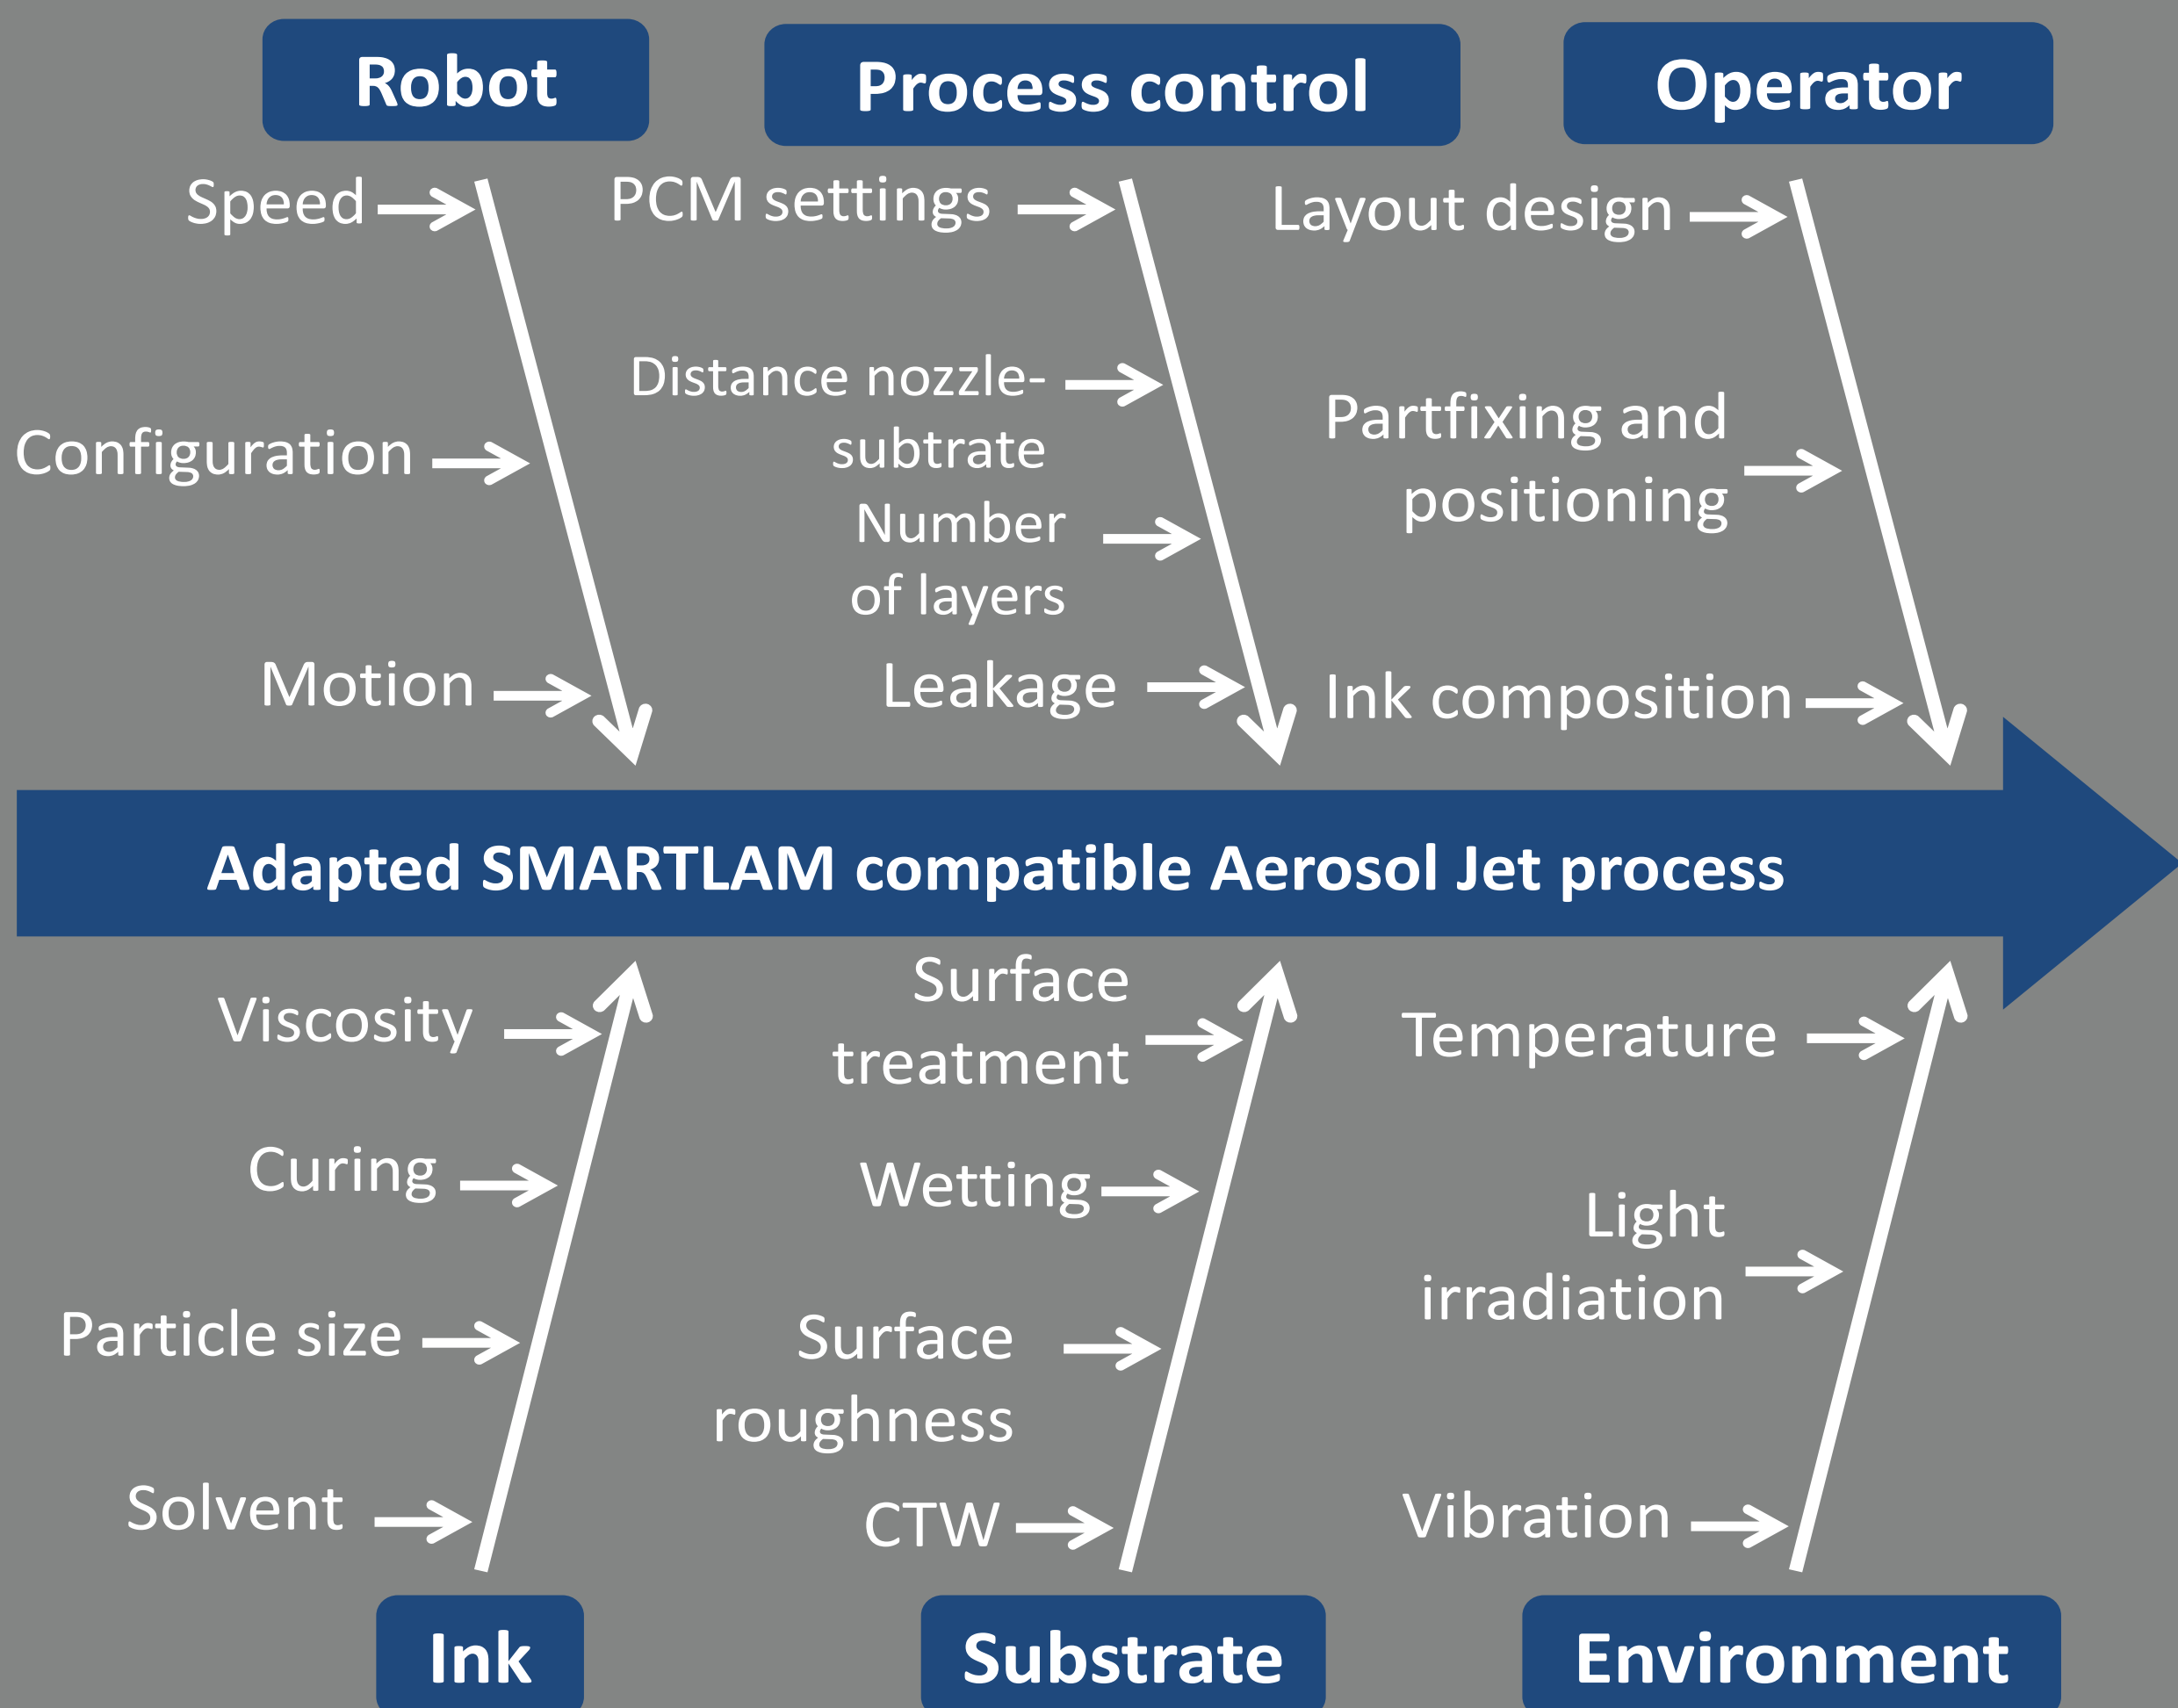 Robot
Process control
Operator
Speed
PCM settings
Layout design
Distance nozzle-
subtrate
Configuration
Partfixing and
positioning
Number
of layers
Motion
Leakage
Ink composition
Adapted SMARTLAM compatible Aerosol Jet process
Viscosity
Surface
treatment
Temperature
Curing
Wetting
Light
irradiation
Particle size
Surface
roughness
Solvent
CTW
Vibration
Ink
Substrate
Environment